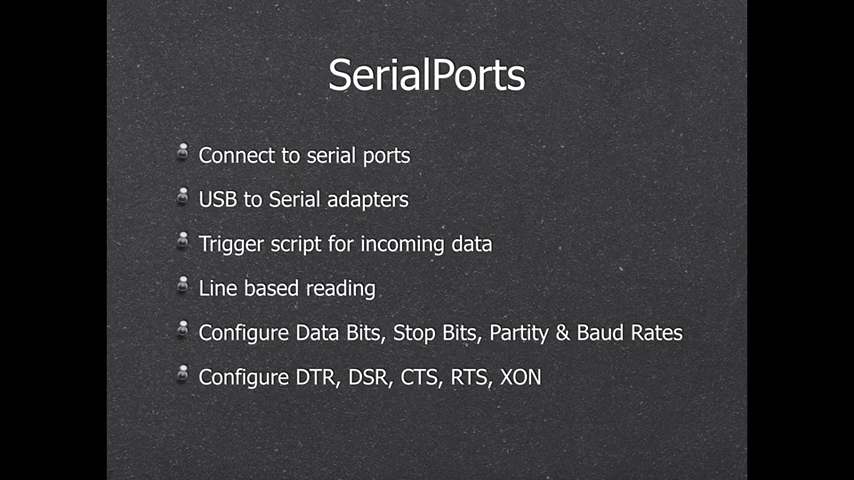 SerialPorts
Connect to serial ports
USB to Serial adapters
Trigger script for incoming data
Line based reading
Configure Data Bits, Stop Bits, Partity & Baud Rates
Configure DTR, DSR, CTS, RTS, XON